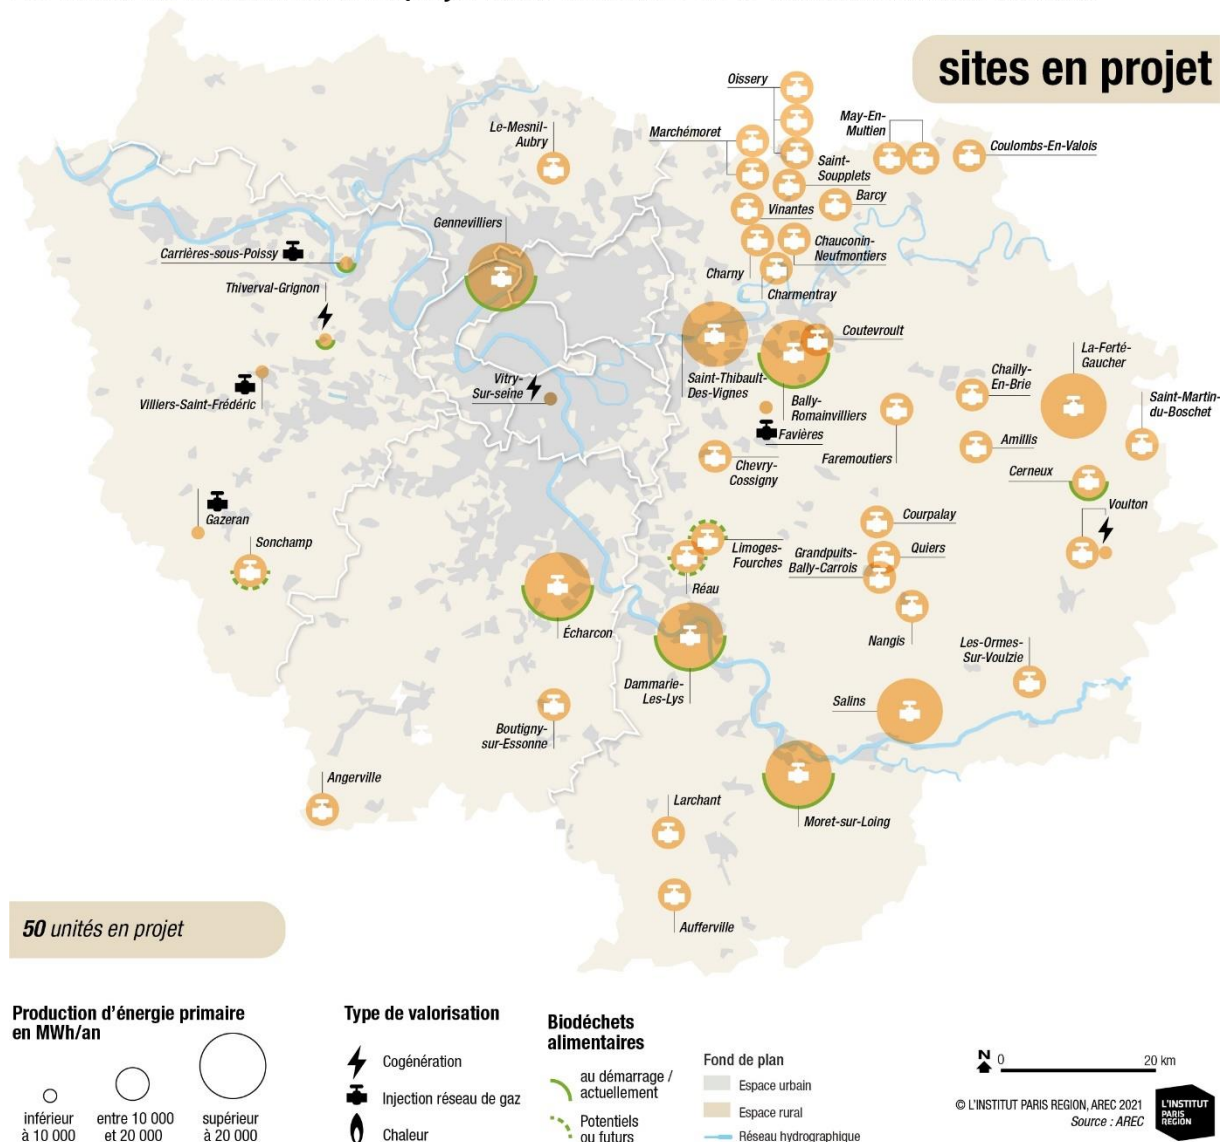 sites en projet
Oissery
May-En-
Multien
Le-Mesnil-
Aubry
Marchémoret
Coulombs-En-Valois
Saint-
Soupplets
Barcy
Vinantes
Gennevilliers
Carrières-sous-Poissy
Chauconin-
Neufmontiers
Charny
Thiverval-Grignon
Charmentray
Coutevroult
La-Ferté-
Gaucher
Chailly-
En-Brie
Saint-Thibault-
Des-Vignes
Vitry-
Sur-seine
Saint-Martin-
du-Boschet
Villiers-Saint-Frédéric
Bally-
Romainvilliers
Favières
Amillis
Faremoutiers
Chevry-
Cossigny
Cerneux
Voulton
Gazeran
Courpalay
Sonchamp
Limoges-
Fourches
Grandpuits-
Bally-Carrois
Quiers
Réau
Écharcon
Nangis
Les-Ormes-
Sur-Voulzie
Dammarie-
Les-Lys
Salins
Boutigny-
sur-Essonne
Angerville
Larchant
Moret-sur-Loing
Aufferville
50 unités en projet
Production d'énergie primaire
en MWh/an
inférieur
à 10 000
entre 10 000
et 20 000
supérieur
à 20 000
Type de valorisation
Cogénération
Injection réseau de gaz
Chaleur
Biodéchets
alimentaires
au démarrage /
actuellement
Potentiels
ou futurs
Fond de plan
Espace urbain
Espace rural
Réseau hydrographique
N
0
20 km
© L'INSTITUT PARIS REGION, AREC 2021
Source : AREC
L'INSTITUT
PARIS
REGION